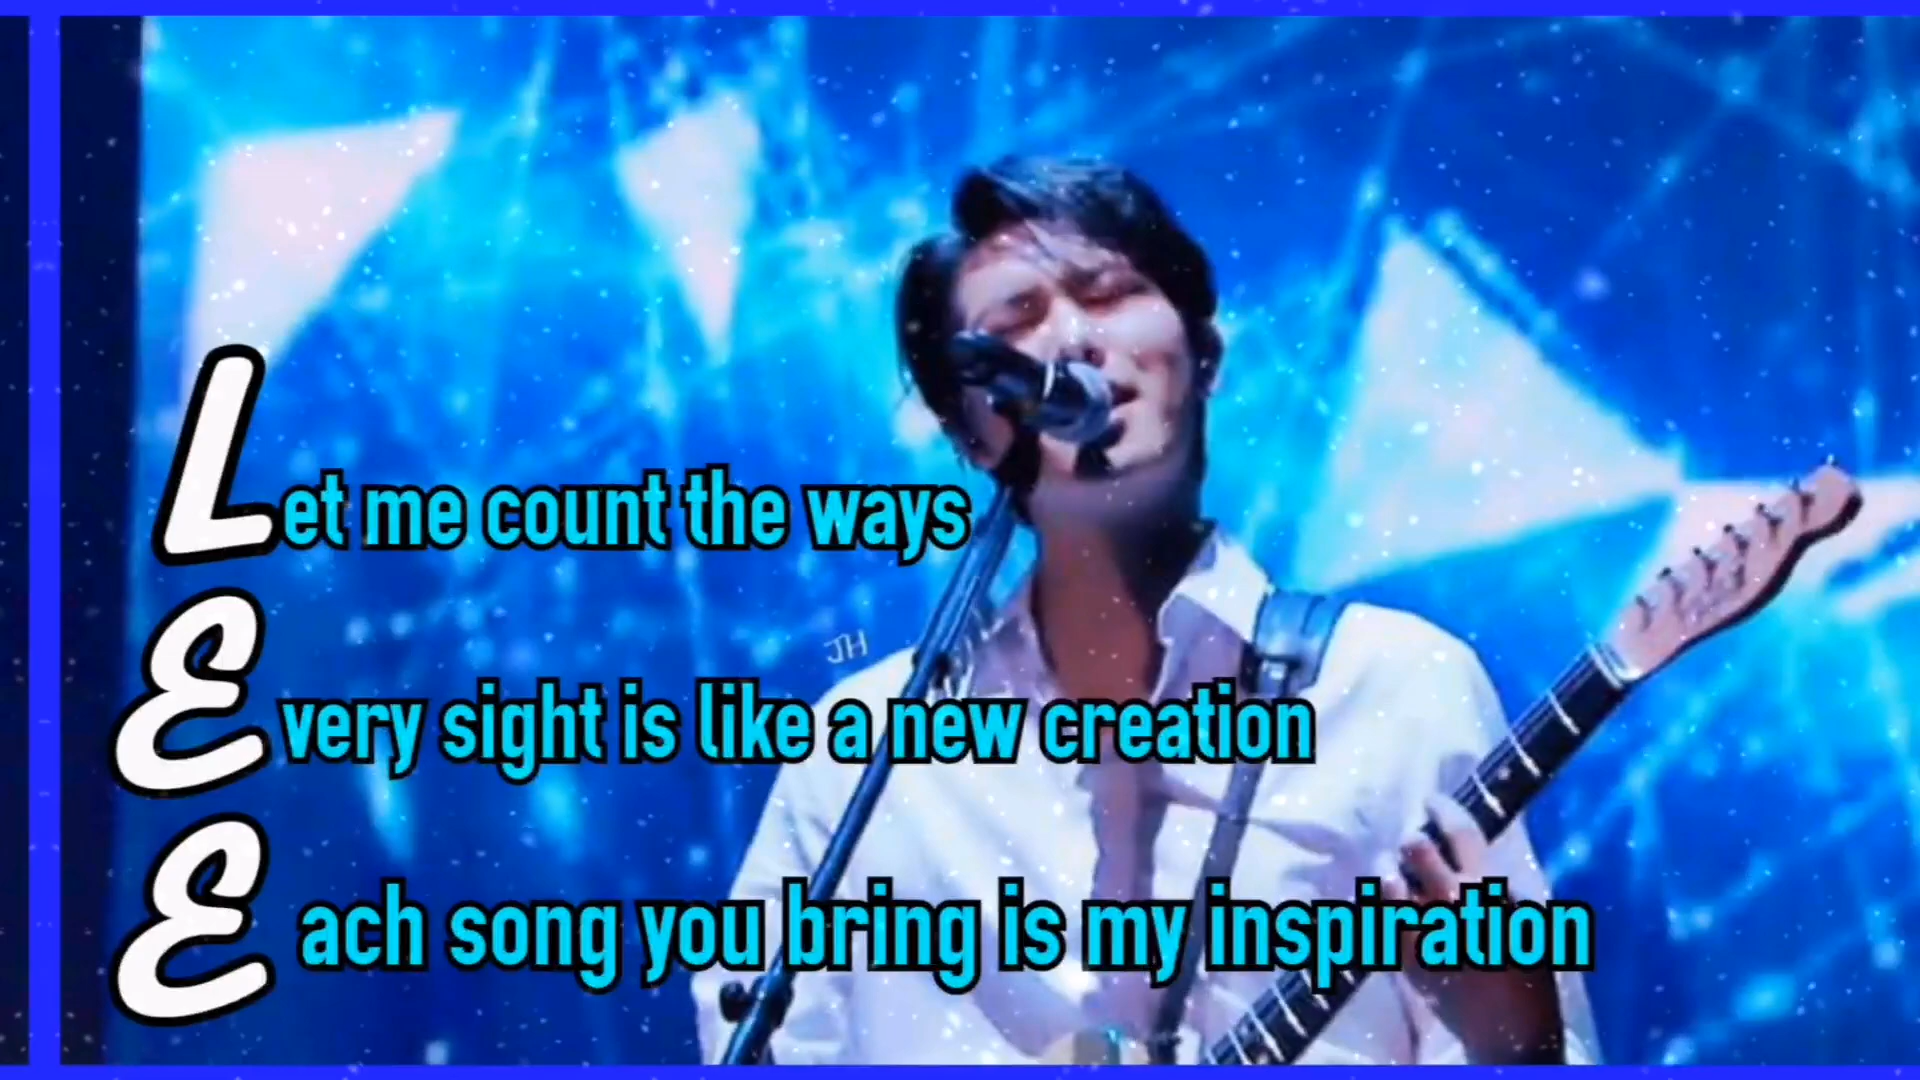 Let me count the ways
JH
Every sight is like a new creation
Each song you bring is my inspiration